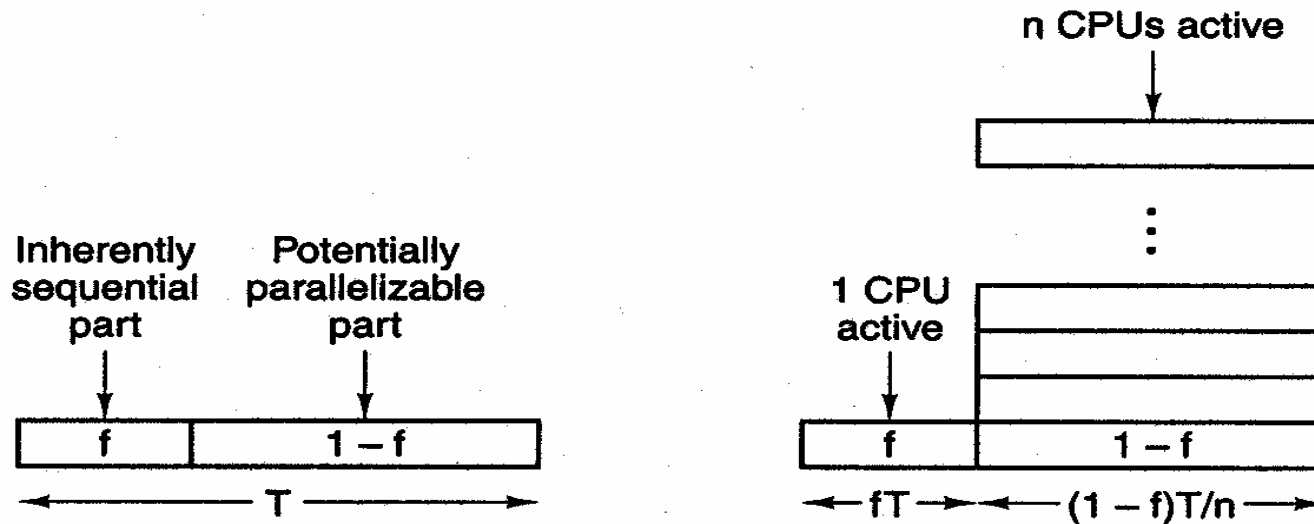 Inherently
sequential
part
Potentially
parallelizable
part
f
1 – f
T
n CPUs active
1 CPU
active
f
1 – f
fT
(1 – f)T/n